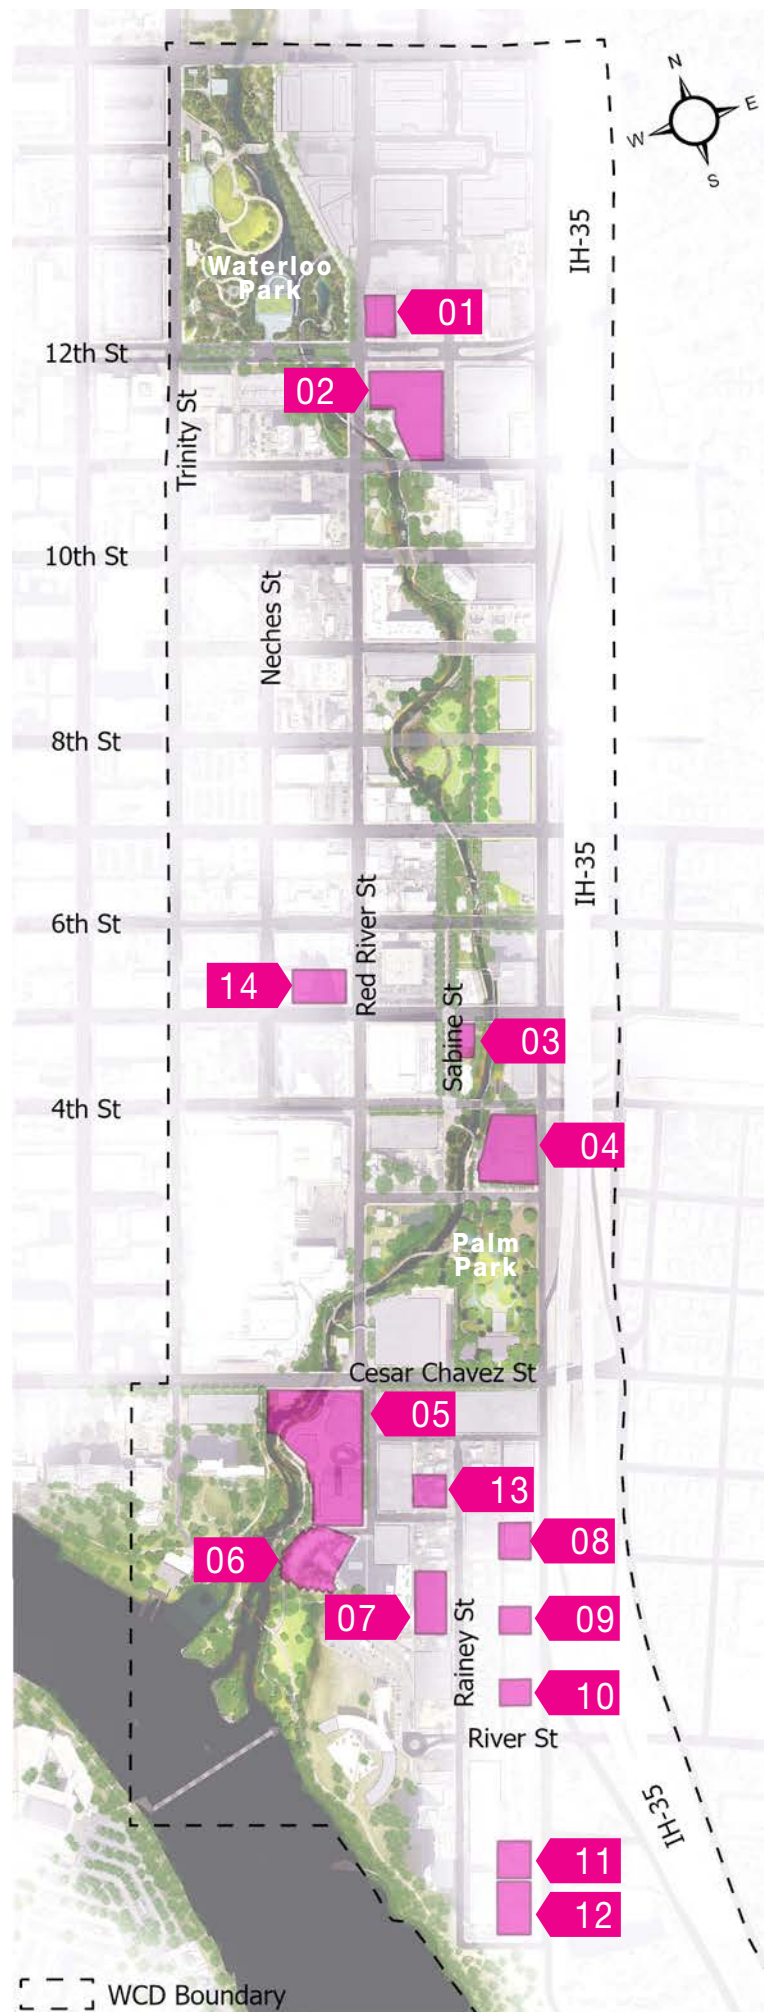 N
E
W
S
IH-35
Waterloo
Park
01
12th St
02
Trinity St
10th St
Neches St
8th St
IH-35
6th St
Red River St
14
Sabine St
03
4th St
04
Palm
Park
Cesar Chavez St
05
13
08
06
07
09
Rainey St
10
River St
IH-35
11
12
WCD Boundary